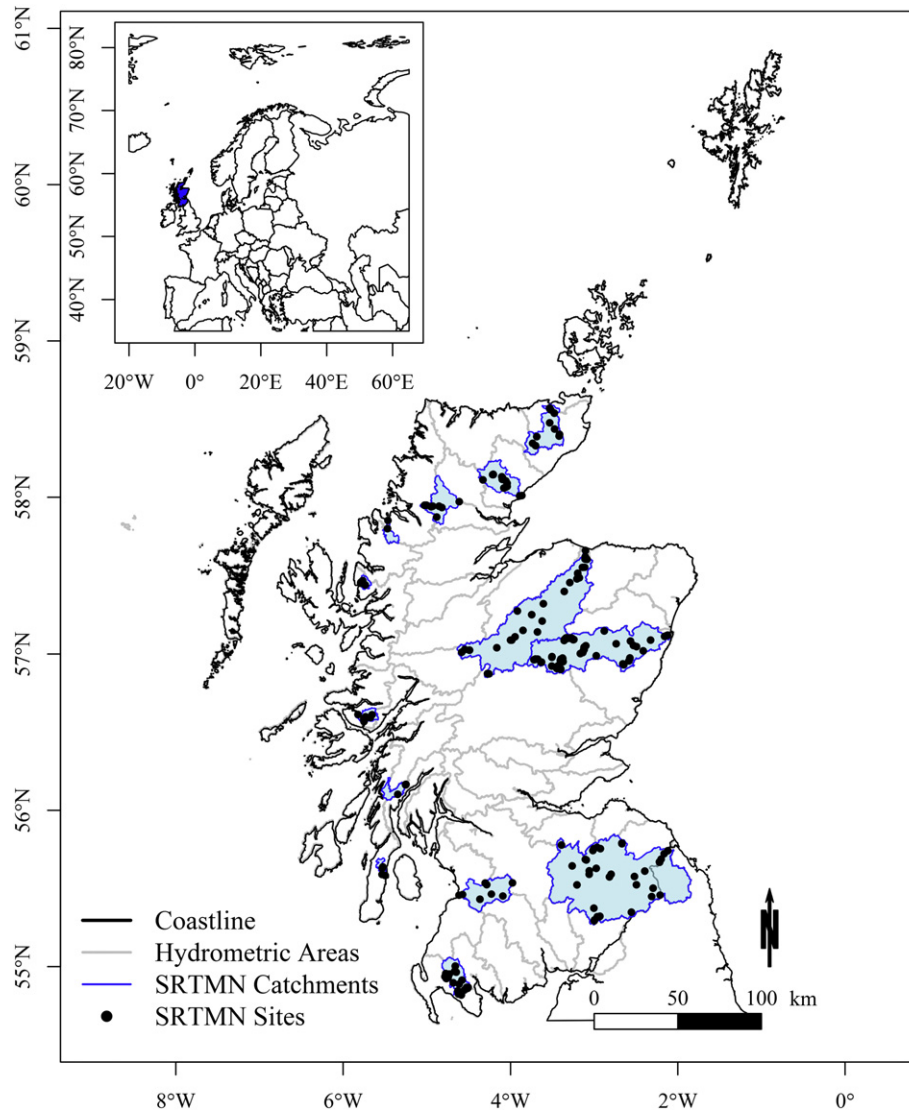 61°N
60°N
59°N
58°N
57°N
56°N
55°N
80°N
70°N
60°N
50°N
40°N
20°W 0° 20°E 40°E 60°E
Coastline
Hydrometric Areas
SRTMN Catchments
SRTMN Sites
N
0 50 100 km
8°W 6°W 4°W 2°W 0°